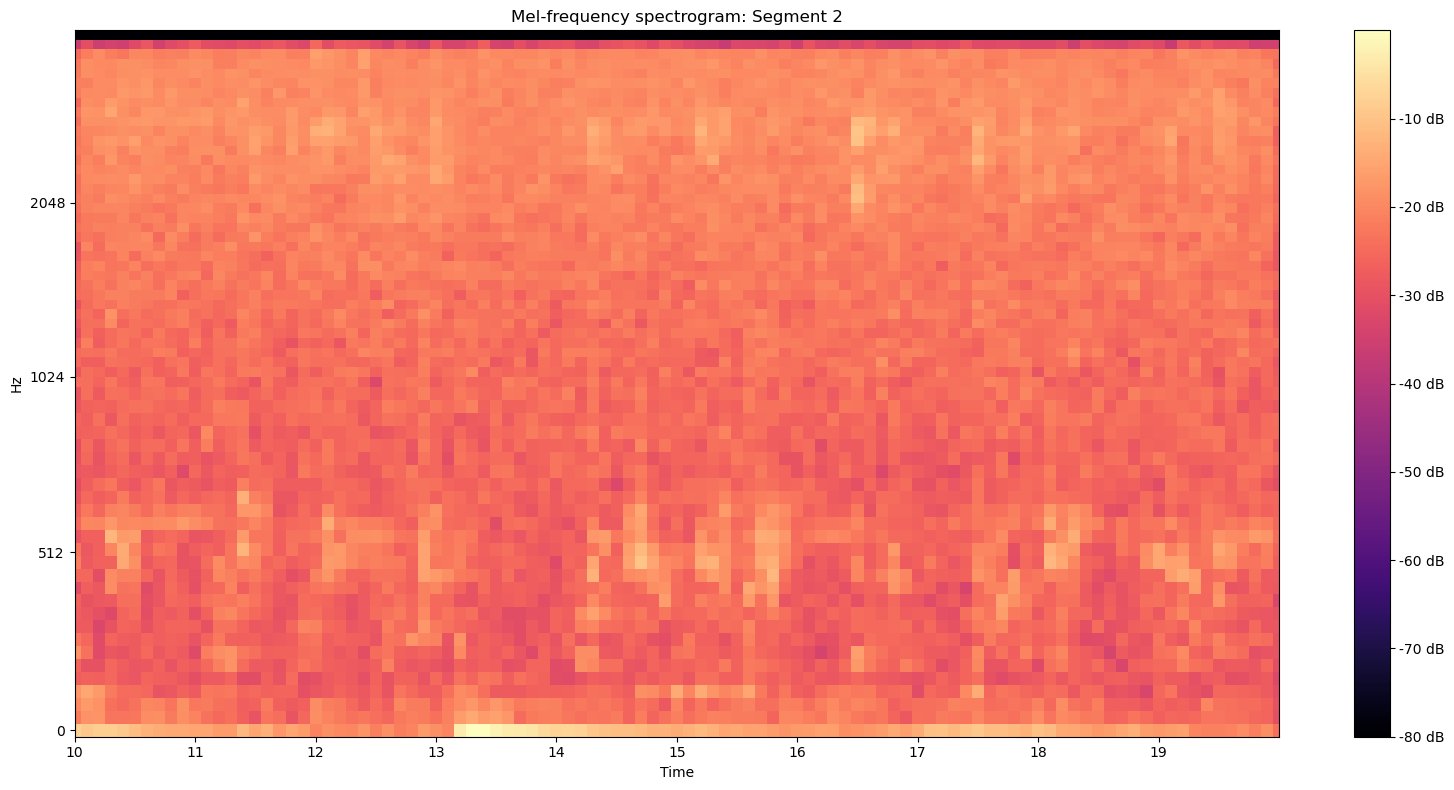 Mel-frequency spectrogram: Segment 2
Hz
2048
1024
512
0
10 11 12 13 14 15 16 17 18 19
Time
-10 dB
-20 dB
-30 dB
-40 dB
-50 dB
-60 dB
-70 dB
-80 dB